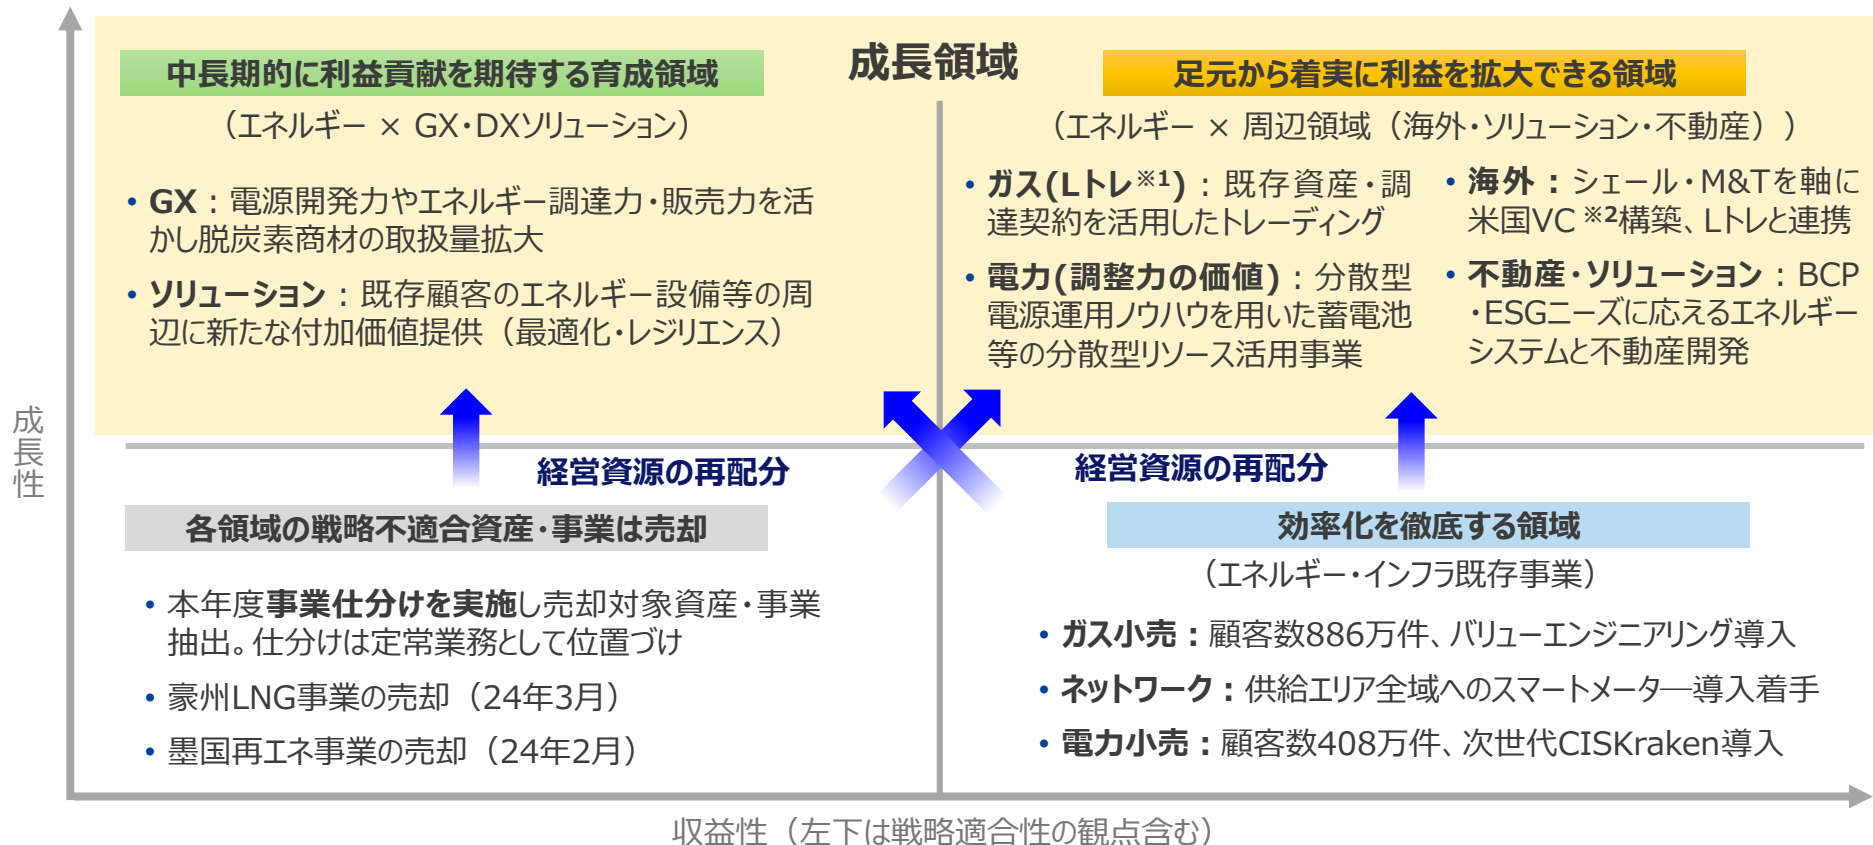 成長領域
中長期的に利益貢献を期待する育成領域
（エネルギー × GX・DXソリューション）
• GX：電源開発力やエネルギー調達力・販売力を活
かし脱炭素商材の取扱量拡大
• ソリューション：既存顧客のエネルギー設備等の周
辺に新たな付加価値提供（最適化・レジリエンス）
足元から着実に利益を拡大できる領域
（エネルギー × 周辺領域（海外・ソリューション・不動産））
• ガス(Lトレ※1)：既存資産・調
達契約を活用したトレーディング
• 電力(調整力の価値)：分散型
電源運用ノウハウを用いた蓄電池
等の分散型リソース活用事業
• 海外：シェール・M&Tを軸に
米国VC※2構築、Lトレと連携
• 不動産・ソリューション：BCP
・ESGニーズに応えるエネルギー
システムと不動産開発
成長性
経営資源の再配分
経営資源の再配分
各領域の戦略不適合資産・事業は売却
• 本年度事業仕分けを実施し売却対象資産・事業
抽出。仕分けは定常業務として位置づけ
• 豪州LNG事業の売却（24年3月）
• 墨国再エネ事業の売却（24年2月）
効率化を徹底する領域
（エネルギー・インフラ既存事業）
• ガス小売：顧客数886万件、バリューエンジニアリング導入
• ネットワーク：供給エリア全域へのスマートメータ―導入着手
• 電力小売：顧客数408万件、次世代CISKraken導入
収益性（左下は戦略適合性の観点含む）